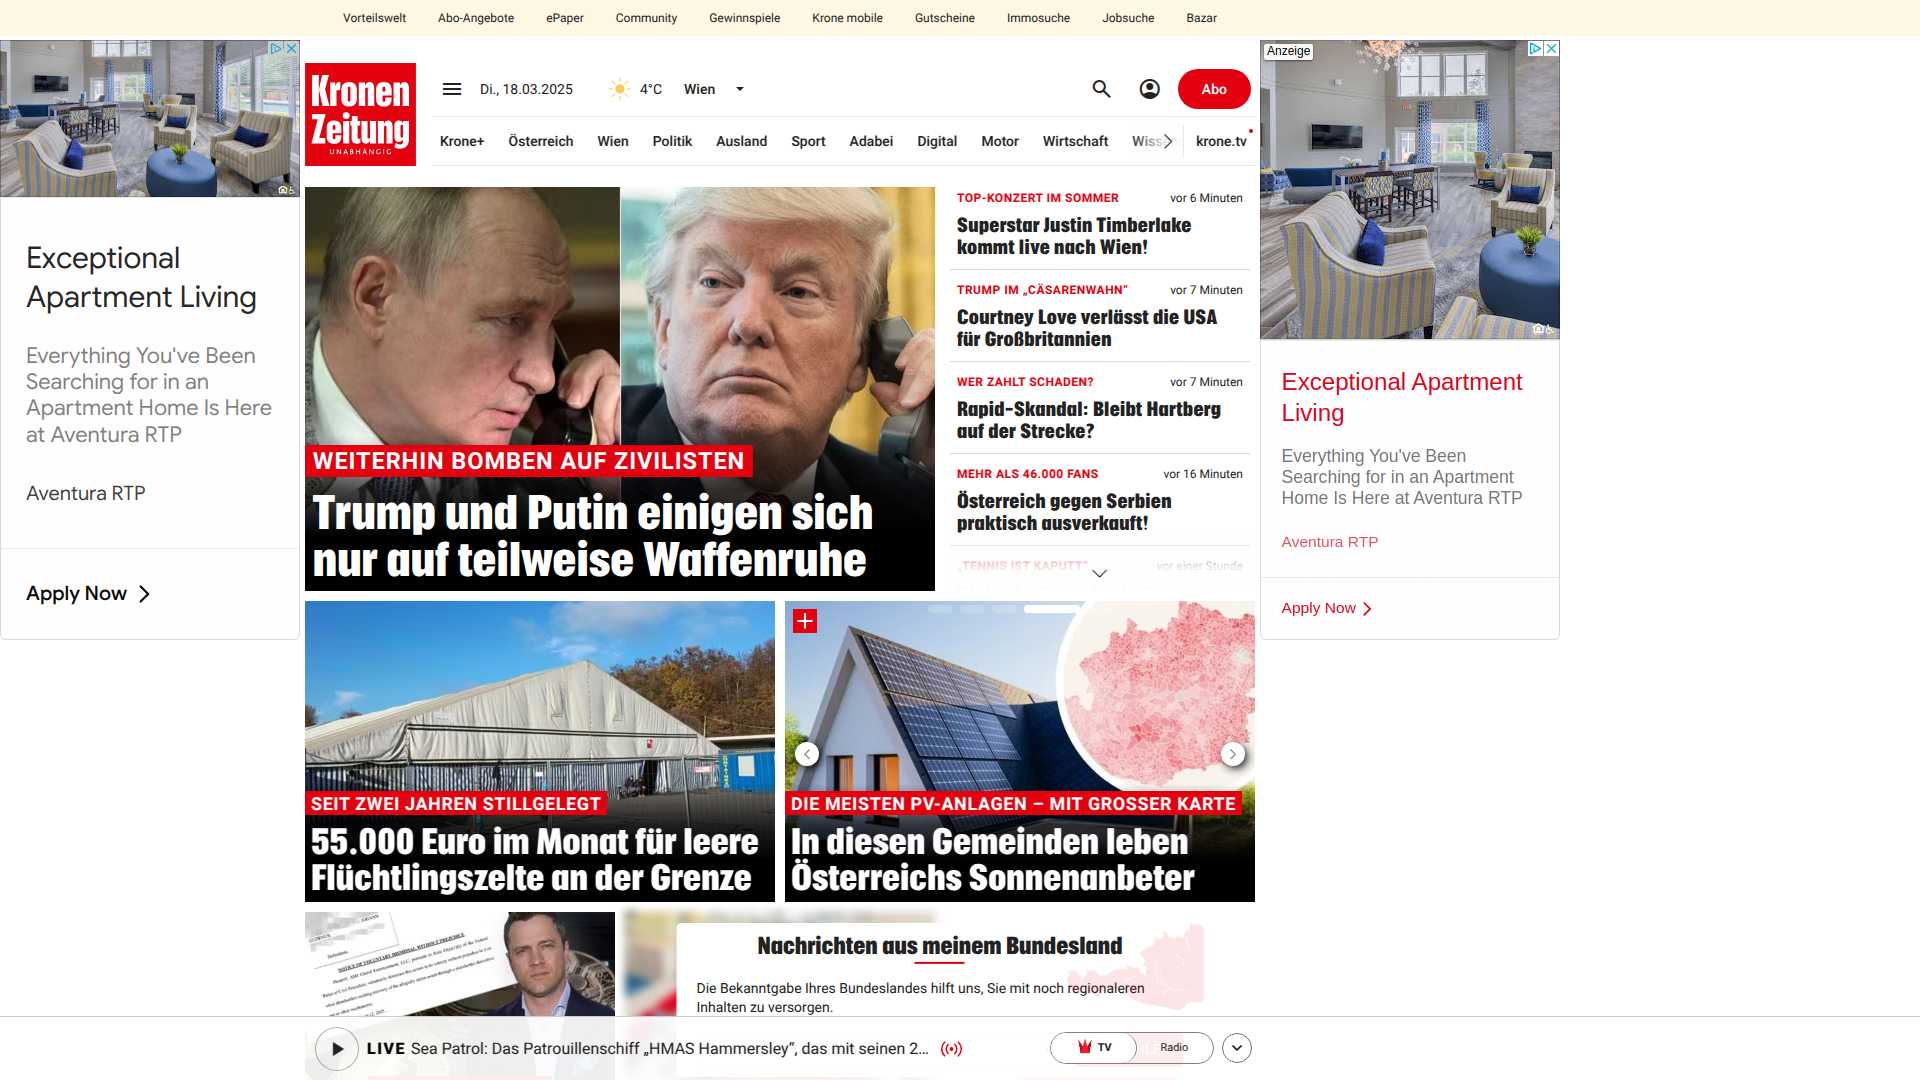 Vorteilswelt
Abo-Angebote
ePaper
Community
Gewinnspiele
Krone mobile
Gutscheine
Immosuche
Jobsuche
Bazar
Kronen
Zeitung
UNABHÄNGIG
Di., 18.03.2025
4°C
Wien
Abo
Krone+
Österreich
Wien
Politik
Ausland
Sport
Adabei
Digital
Motor
Wirtschaft
krone.tv
Exceptional
Apartment Living
Everything You've Been
Searching for in an
Apartment Home Is Here
at Aventura RTP
Aventura RTP
Apply Now
WEITERHIN BOMBEN AUF ZIVILISTEN
Trump und Putin einigen sich
nur auf teilweise Waffenruhe
TOP-KONZERT IM SOMMER vor 6 Minuten
Superstar Justin Timberlake
kommt live nach Wien!
TRUMP IM „CÄSARENWAHN“ vor 7 Minuten
Courtney Love verlässt die USA
für Großbritannien
WER ZAHLT SCHADEN? vor 7 Minuten
Rapid-Skandal: Bleibt Hartberg
auf der Strecke?
MEHR ALS 46.000 FANS vor 16 Minuten
Österreich gegen Serbien
praktisch ausverkauft!
„TENNIS IST KAPUTT“ vor einer Stunde
Anzeige
Exceptional Apartment
Living
Everything You've Been
Searching for in an Apartment
Home Is Here at Aventura RTP
Aventura RTP
Apply Now
SEIT ZWEI JAHREN STILLGELEGT
55.000 Euro im Monat für leere
Flüchtlingszelte an der Grenze
DIE MEISTEN PV-ANLAGEN – MIT GROSSER KARTE
In diesen Gemeinden leben
Österreichs Sonnenanbeter
NOTICE OF VOLUNTARY DISMISSAL WITHOUT PREJUDICE
Nachrichten aus meinem Bundesland
Die Bekanntgabe Ihres Bundeslandes hilft uns, Sie mit noch regionaleren
Inhalten zu versorgen.
LIVE Sea Patrol: Das Patrouillenschiff „HMAS Hammersley“, das mit seinen 2...
TV
Radio